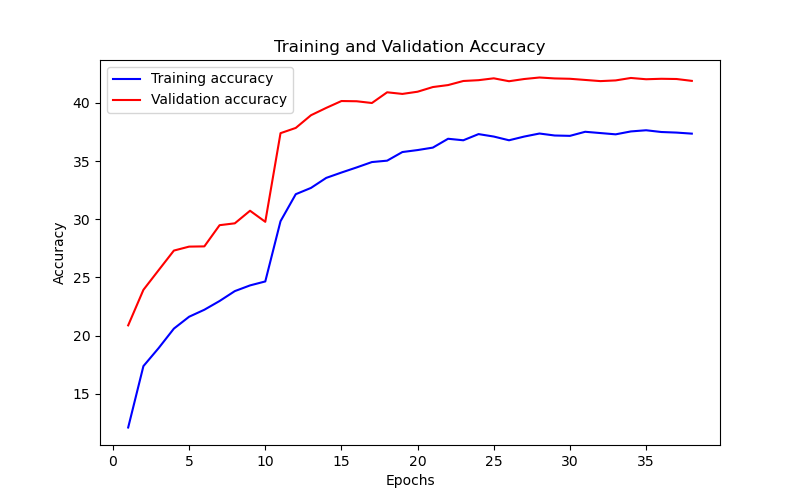 Training and Validation Accuracy
Training accuracy
Validation accuracy
40
35
30
25
20
15
Accuracy
0 5 10 15 20 25 30 35
Epochs